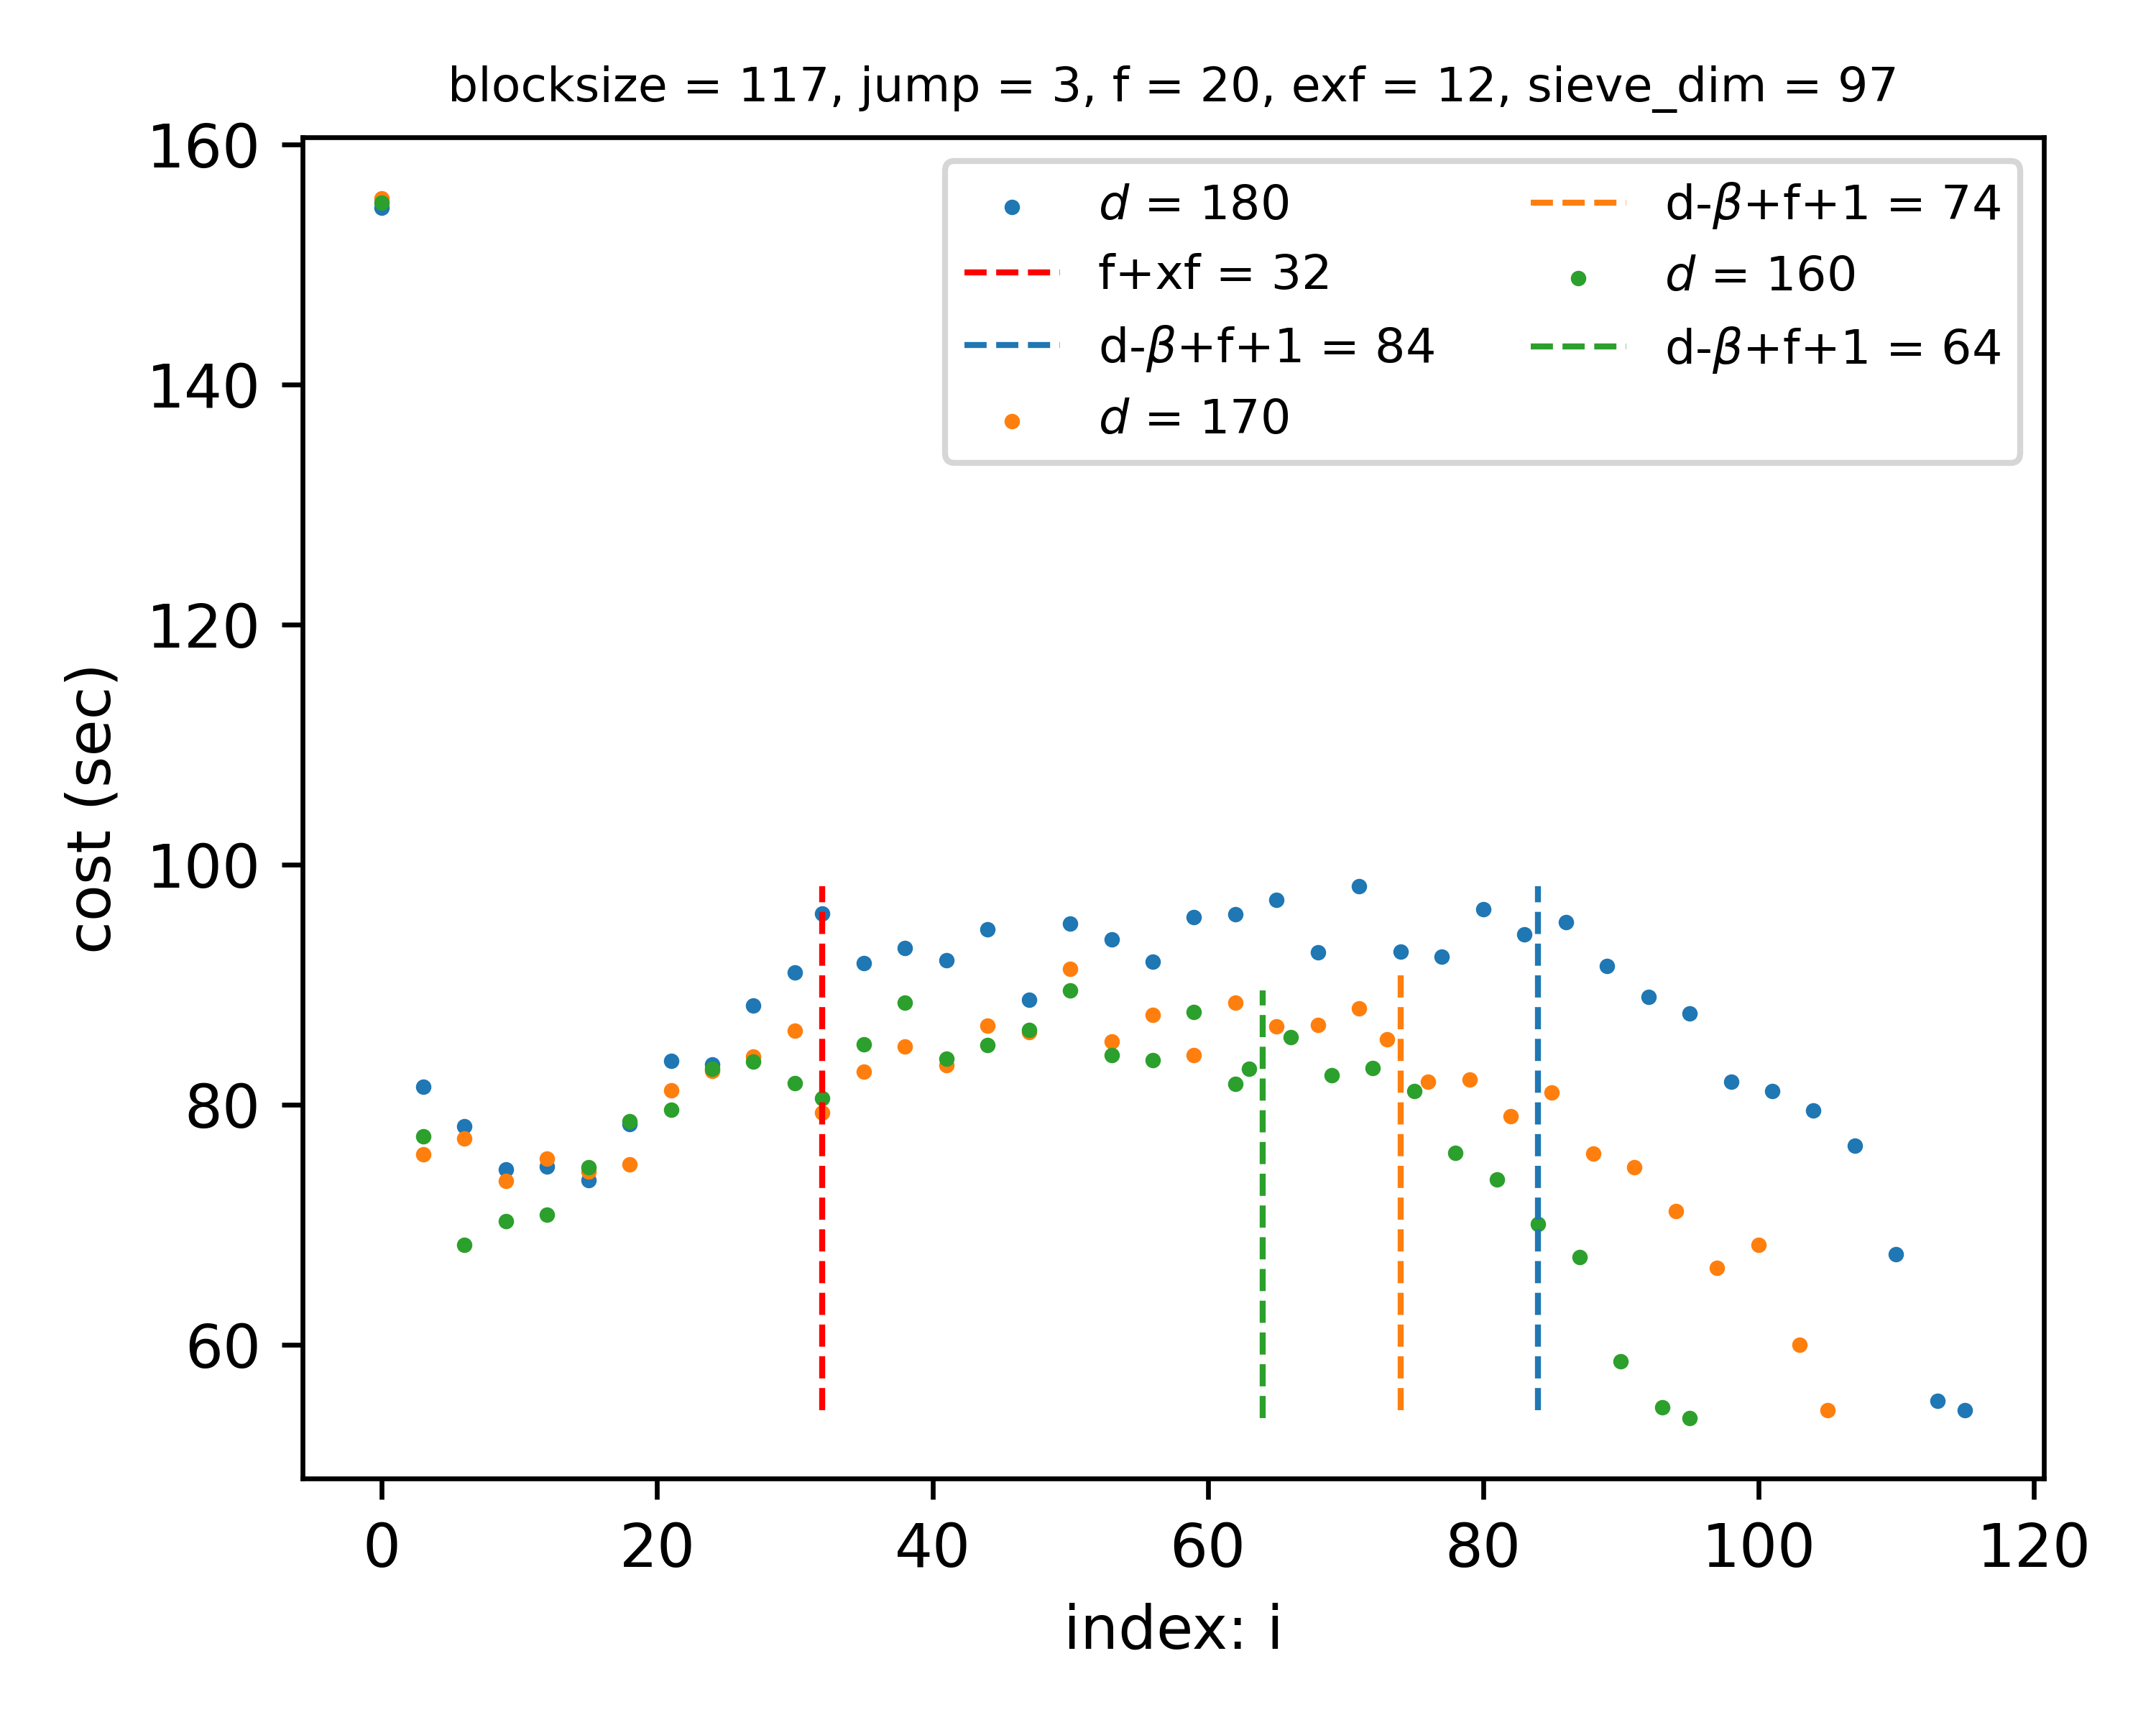 blocksize = 117, jump = 3, f = 20, exf = 12, sieve_dim = 97
160
140
120
100
80
60
cost (sec)
d = 180
f+xf = 32
d-β+f+1 = 84
d = 170
d-β+f+1 = 74
d = 160
d-β+f+1 = 64
0 20 40 60 80 100 120
index: i